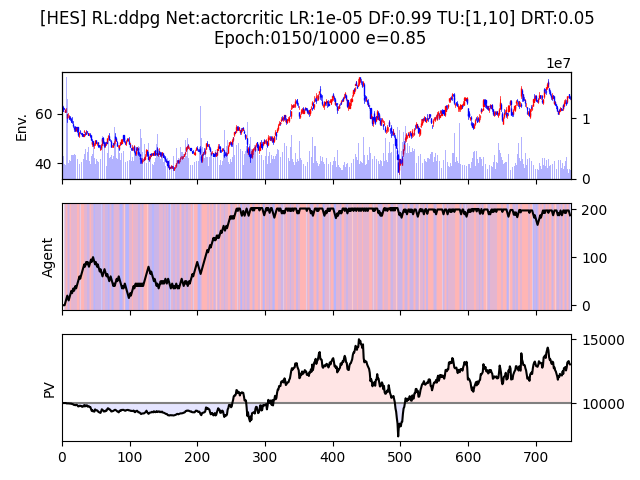 [HES] RL:ddpg Net:actorcritic LR:1e-05 DF:0.99 TU:[1,10] DRT:0.05
Epoch:0150/1000 e=0.85
1e7
Env.
60
40
1
0
Agent
200
100
0
PV
10000
15000
10000
0 100 200 300 400 500 600 700